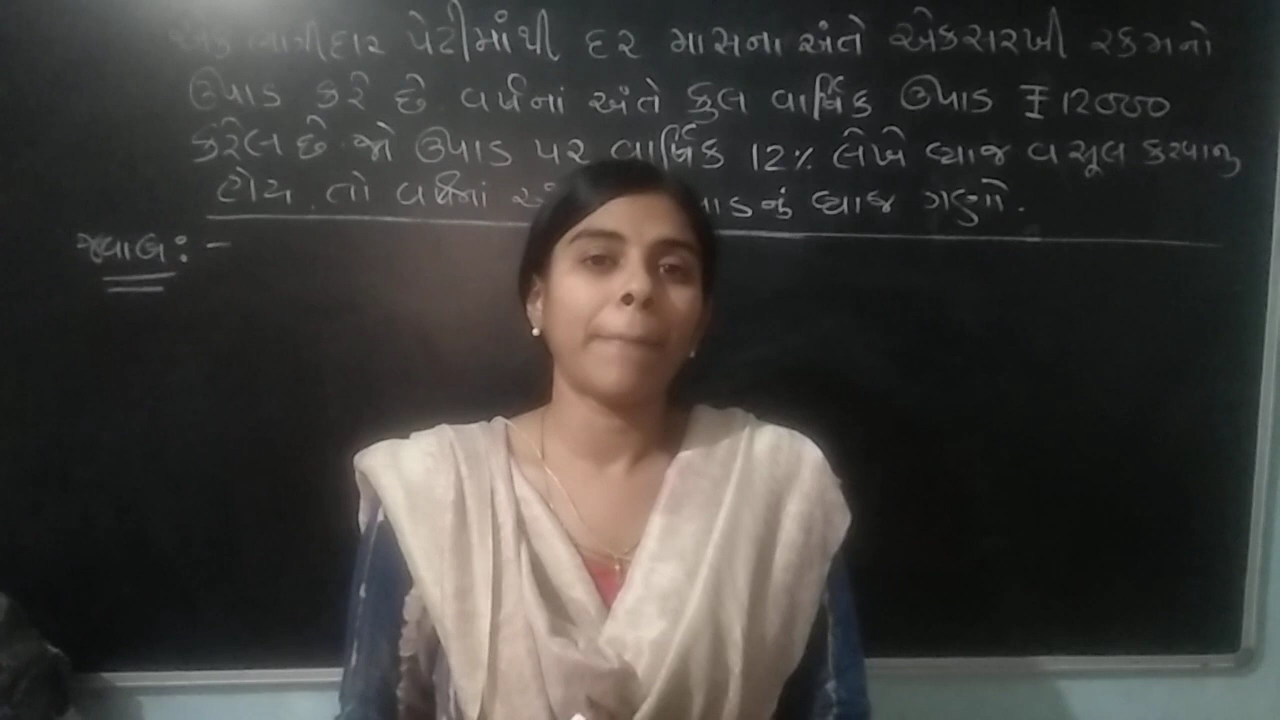 એક ભાગીદાર પેટીમાંથી દર માસના અંતે એકસરખી રકમનો
ઉપાડ કરે છે વર્ષનાં અંતે કુલ વાર્ષિક ઉપાડ ₹ 12000
કરેલ છે. જો ઉપાડ પર વાર્ષિક 12% લેખે વ્યાજ વસૂલ કરવાનુ
હોય, તો વર્ષનાં નું વ્યાજ ગણો.
જવાબ: -